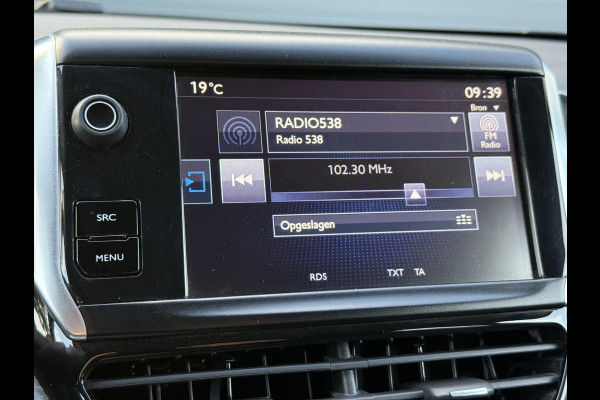 19°C
09:39
Bron
RADIO538
Radio 538
FM
Radio
102.30 MHz
SRC
Opgeslagen
MENU
RDS TXT TA